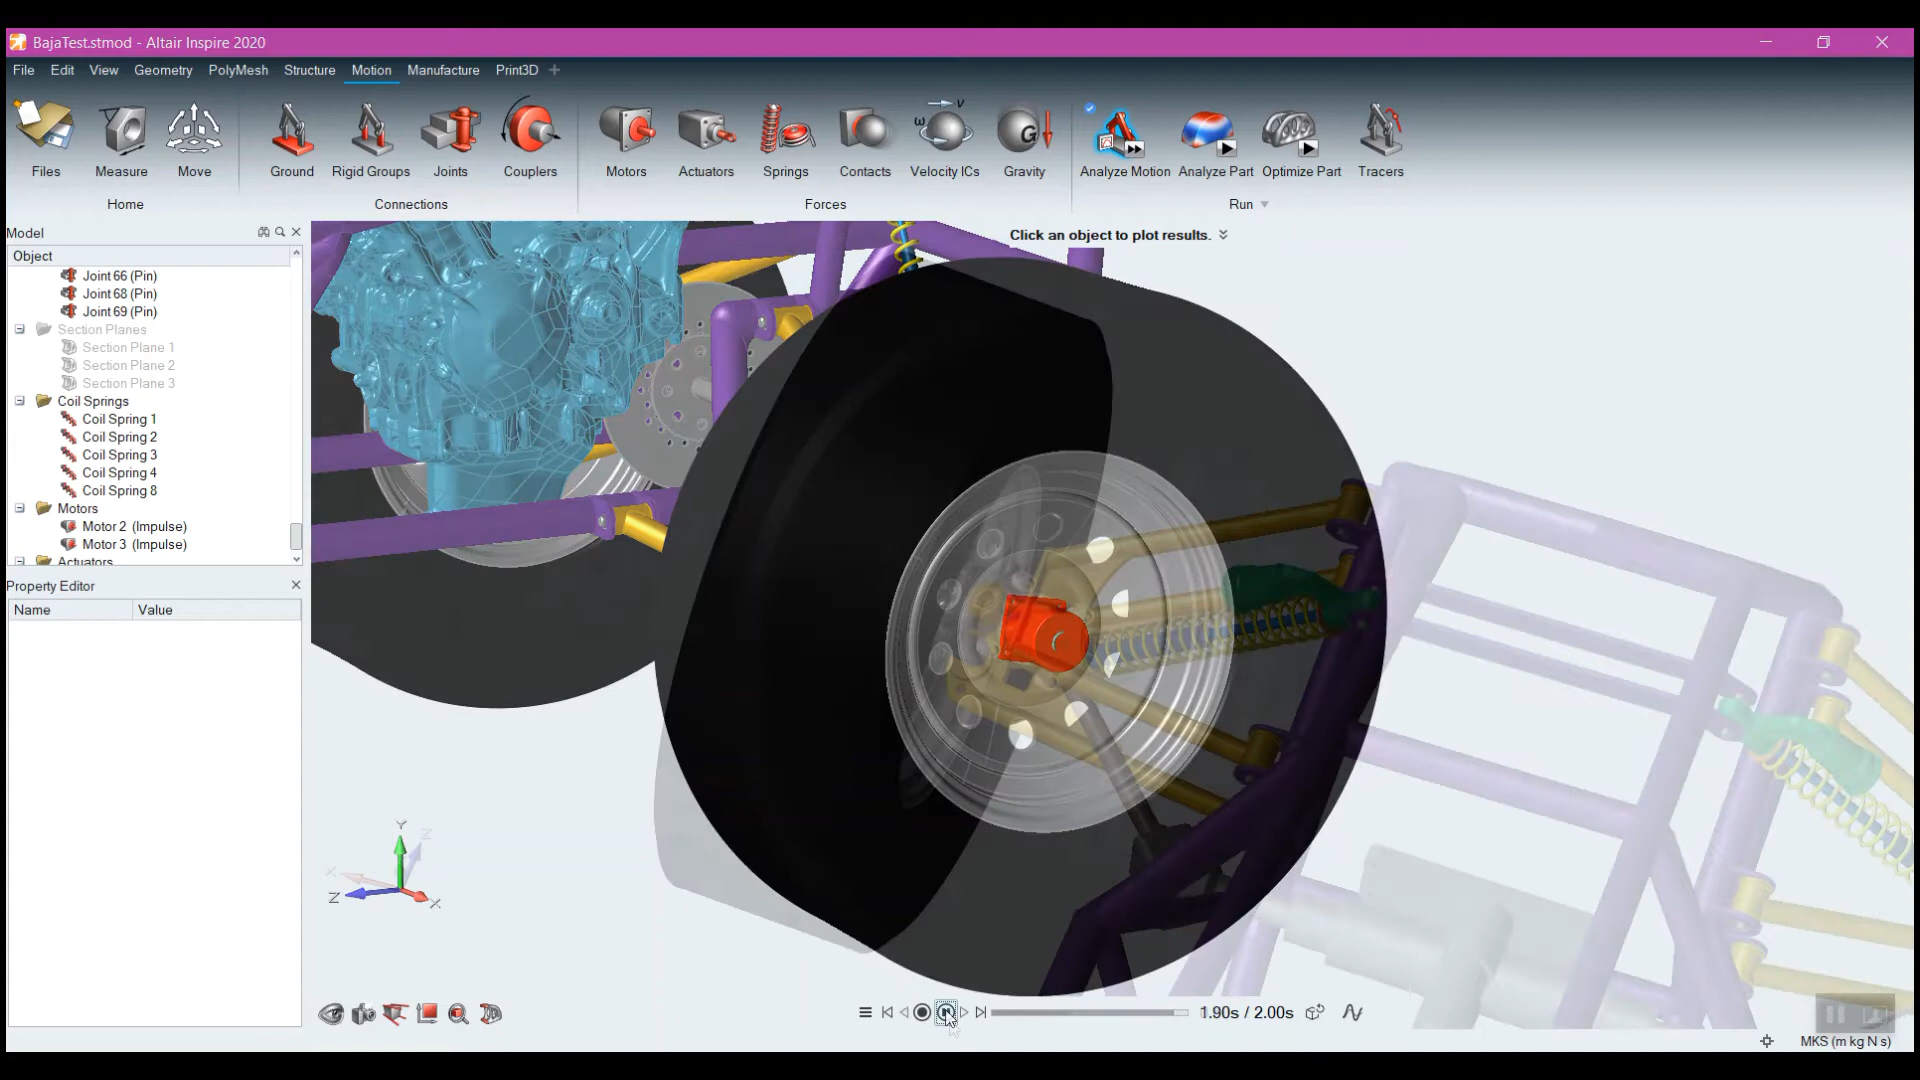 BajaTest.stmod - Altair Inspire 2020
File Edit View Geometry PolyMesh Structure Motion Manufacture Print3D +
Files Measure Move Ground Rigid Groups Joints Couplers Motors Actuators Springs Contacts Velocity ICs Gravity Analyze Motion Analyze Part Optimize Part Tracers
Home Connections Forces Run
Model
Object
Joint 66 (Pin)
Joint 68 (Pin)
Joint 69 (Pin)
Section Planes
Section Plane 1
Section Plane 2
Section Plane 3
Coil Springs
Coil Spring 1
Coil Spring 2
Coil Spring 3
Coil Spring 4
Coil Spring 8
Motors
Motor 2 (Impulse)
Motor 3 (Impulse)
Actuators
Property Editor
Name Value
Click an object to plot results.
Y
Z
X
Z
X
1.90s / 2.00s
MKS (m kg N s)